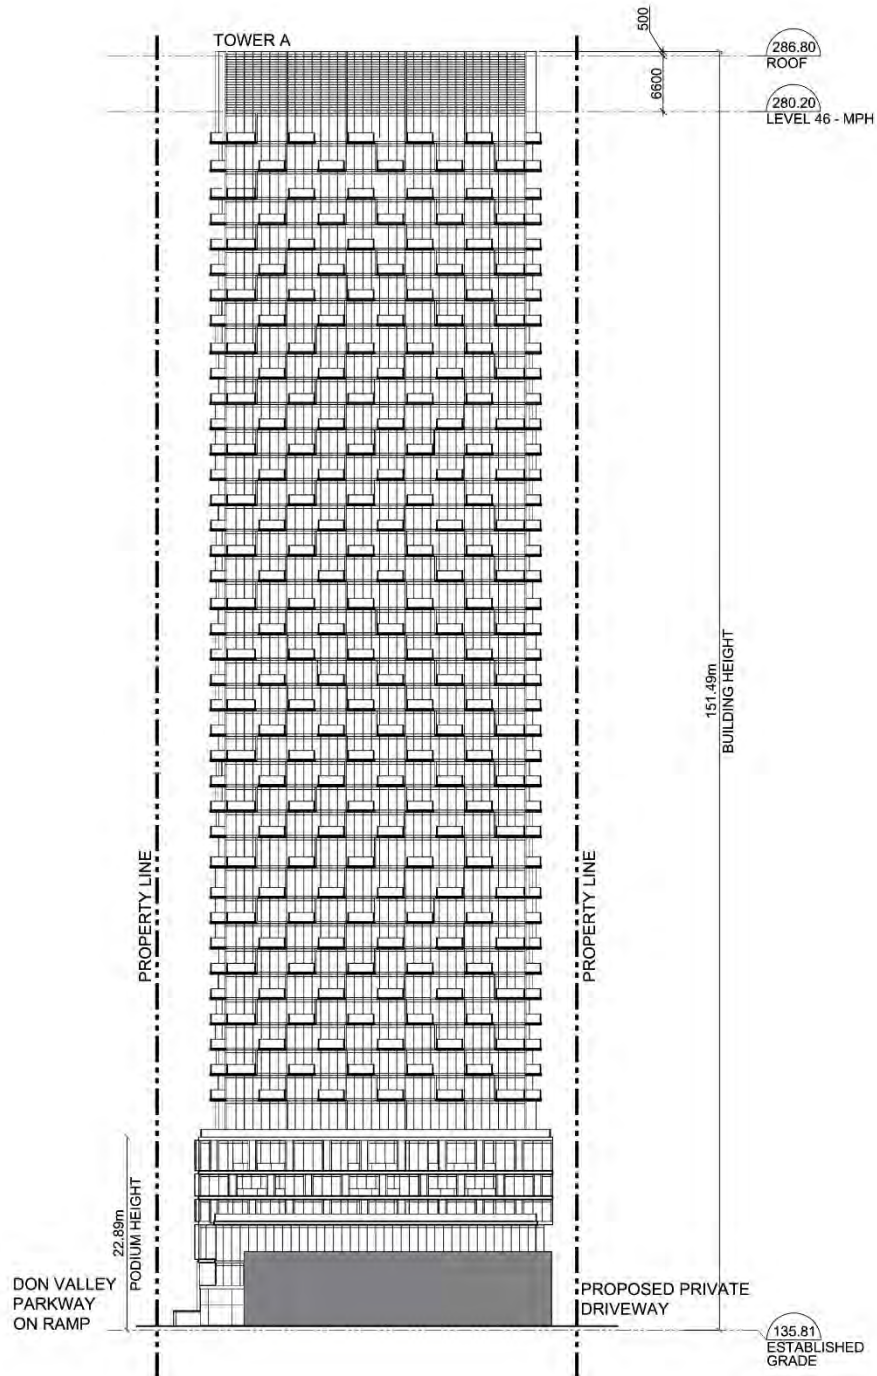 TOWER A
500
6600
286.80
ROOF
280.20
LEVEL 46 - MPH
151.49m
BUILDING HEIGHT
PROPERTY LINE
PROPERTY LINE
22.89m
PODIUM HEIGHT
DON VALLEY
PARKWAY
ON RAMP
PROPOSED PRIVATE
DRIVEWAY
135.81
ESTABLISHED
GRADE